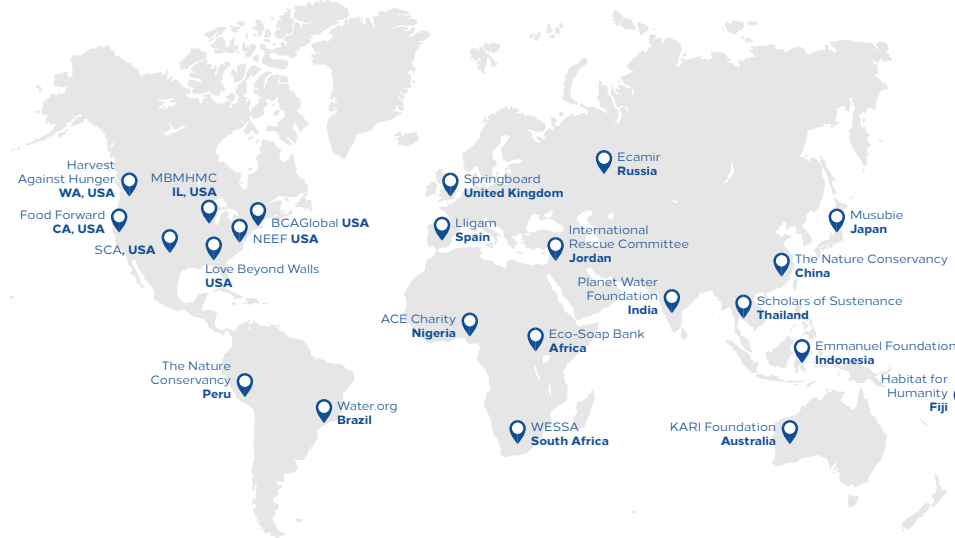 Harvest
Against Hunger
WA, USA
MBMHMC
IL, USA
Food Forward
CA, USA
SCA, USA
BCAGlobal USA
NEEF USA
Love Beyond Walls
USA
The Nature
Conservancy
Peru
Water.org
Brazil
Springboard
United Kingdom
Lligam
Spain
Ecamir
Russia
International
Rescue Committee
Jordan
Planet Water
Foundation
India
ACE Charity
Nigeria
Eco-Soap Bank
Africa
WESSA
South Africa
Musubie
Japan
The Nature Conservancy
China
Scholars of Sustenance
Thailand
Emmanuel Foundation
Indonesia
Habitat for
Humanity
Fiji
KARI Foundation
Australia